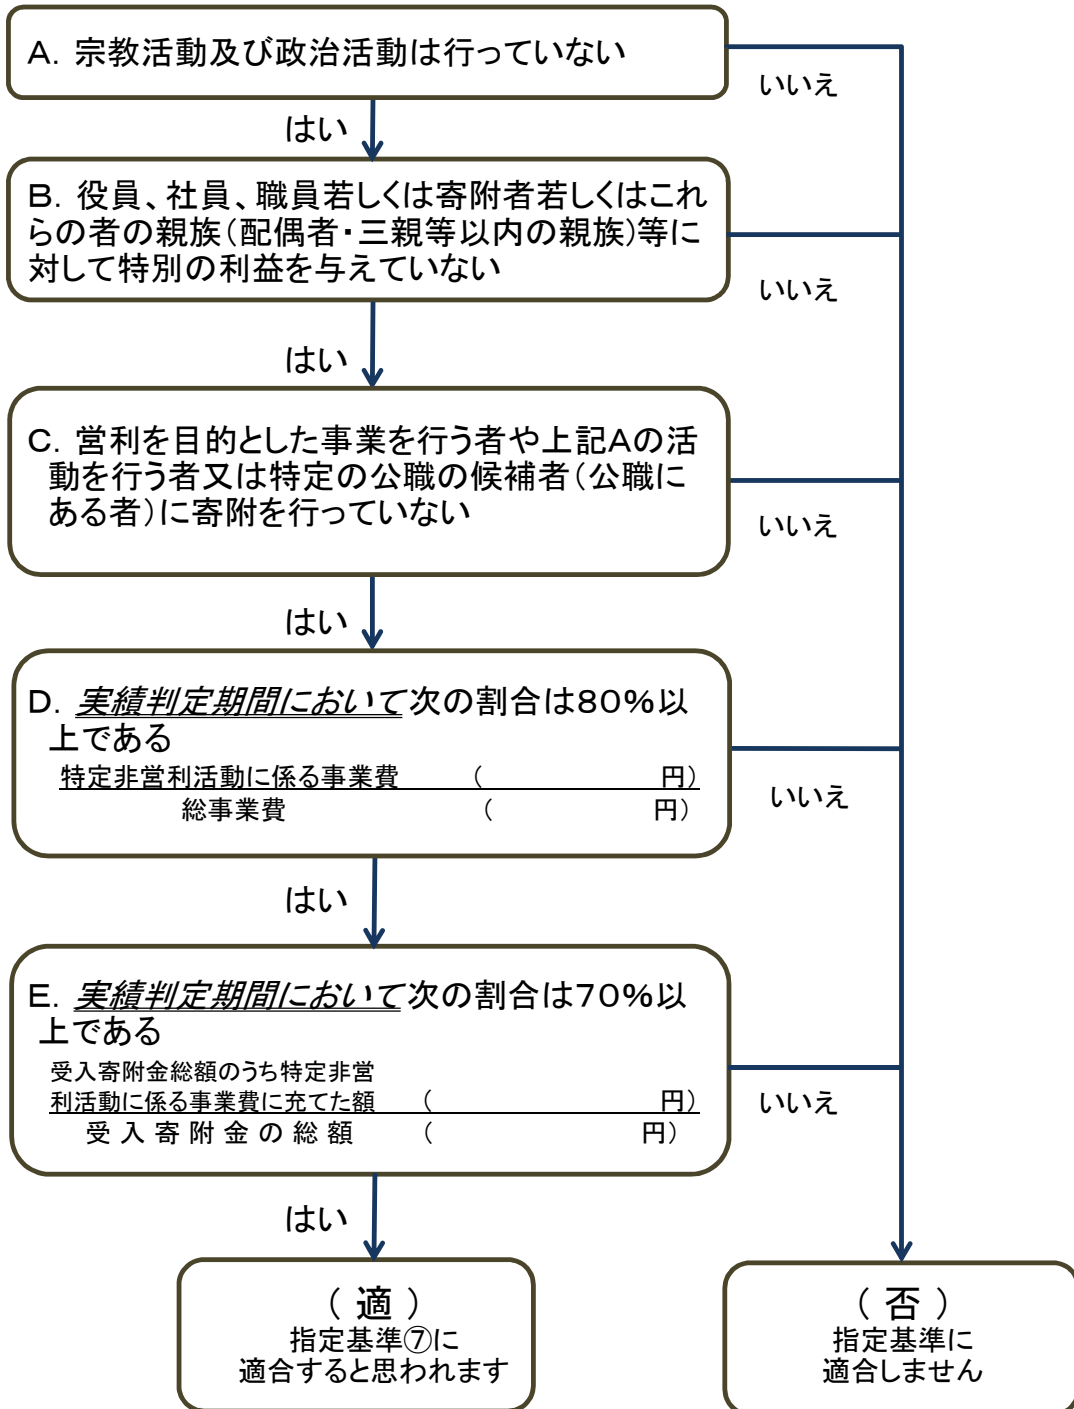 A. 宗教活動及び政治活動は行っていない
いいえ
はい
B. 役員、社員、職員若しくは寄附者若しくはこれ
らの者の親族(配偶者・三親等以内の親族)等に
対して特別の利益を与えていない
いいえ
はい
C. 営利を目的とした事業を行う者や上記Aの活
動を行う者又は特定の公職の候補者(公職に
ある者)に寄附を行っていない
いいえ
はい
D. 実績判定期間において次の割合は80%以
上である
特定非営利活動に係る事業費 ( 円)
総事業費 ( 円)
いいえ
はい
E. 実績判定期間において次の割合は70%以
上である
受入寄附金総額のうち特定非営
利活動に係る事業費に充てた額 ( 円)
受入寄附金の総額 ( 円)
いいえ
はい
(適)
指定基準⑦に
適合すると思われます
(否)
指定基準に
適合しません